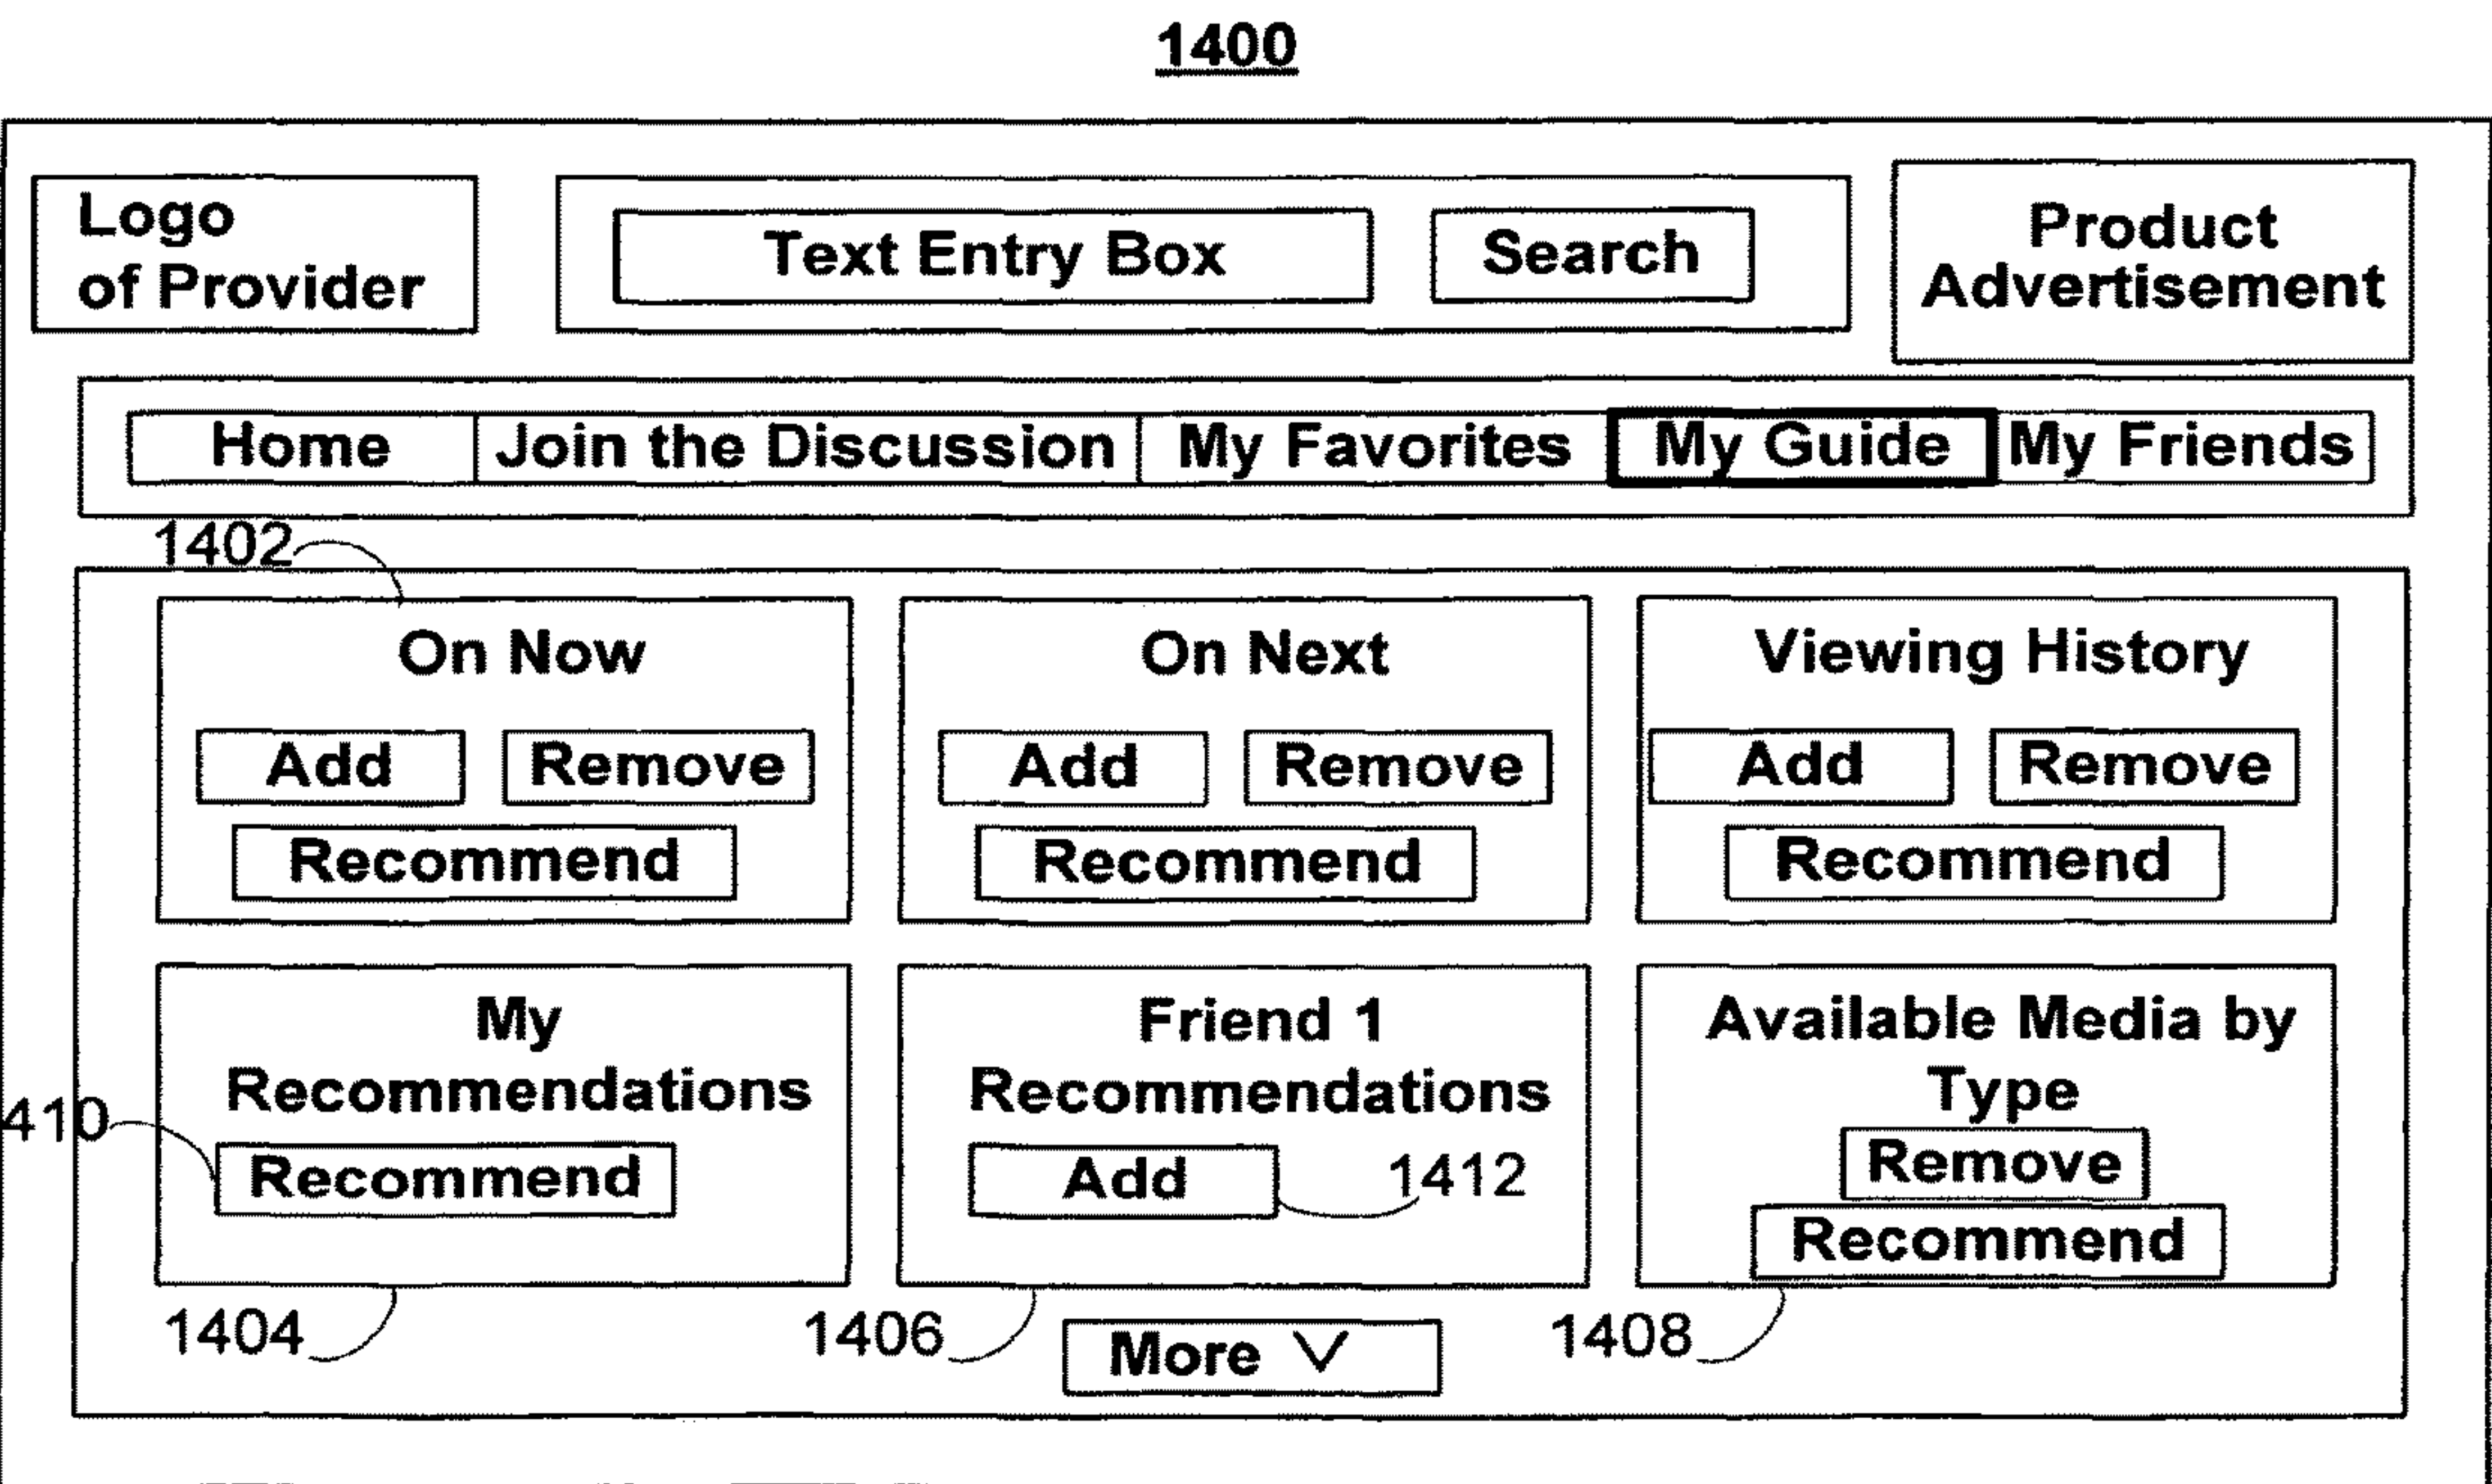 1400
Logo
of Provider
Text Entry Box
Search
Product
Advertisement
Home
Join the Discussion
My Favorites
My Guide
My Friends
1402
On Now
Add
Remove
Recommend
On Next
Add
Remove
Recommend
Viewing History
Add
Remove
Recommend
My
Recommendations
410
Recommend
1404
Friend 1
Recommendations
Add
1412
1406
Available Media by
Type
Remove
Recommend
1408
More V